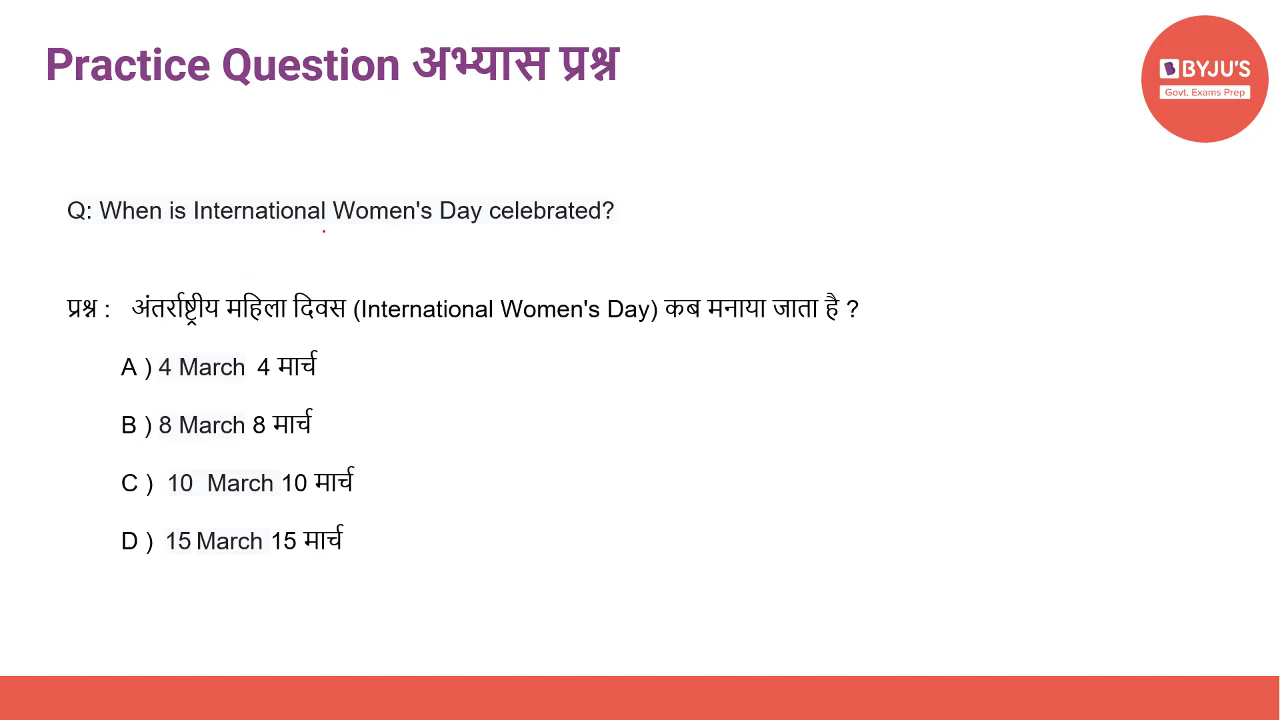 Practice Question अभ्यास प्रश्न
BYJU'S
Govt. Exams Prep
Q: When is International Women's Day celebrated?
प्रश्न : अंतर्राष्ट्रीय महिला दिवस (International Women's Day) कब मनाया जाता है ?
A ) 4 March 4 मार्च
B ) 8 March 8 मार्च
C ) 10 March 10 मार्च
D ) 15 March 15 मार्च